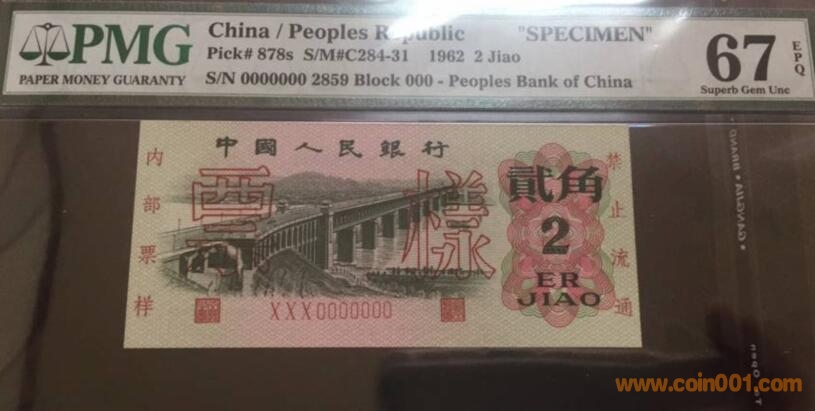 PMG
PAPER MONEY GUARANTY
China / Peoples Republic "SPECIMEN"
Pick# 878s S/M#C284-31 1962 2 Jiao
S/N 0000000 2859 Block 000 - Peoples Bank of China
67
EPQ
Superb Gem Unc
中國人民銀行
内部票样
票樣
貳角
2
ER
JIAO
禁止流通
XXX0000000
www.coin001.com